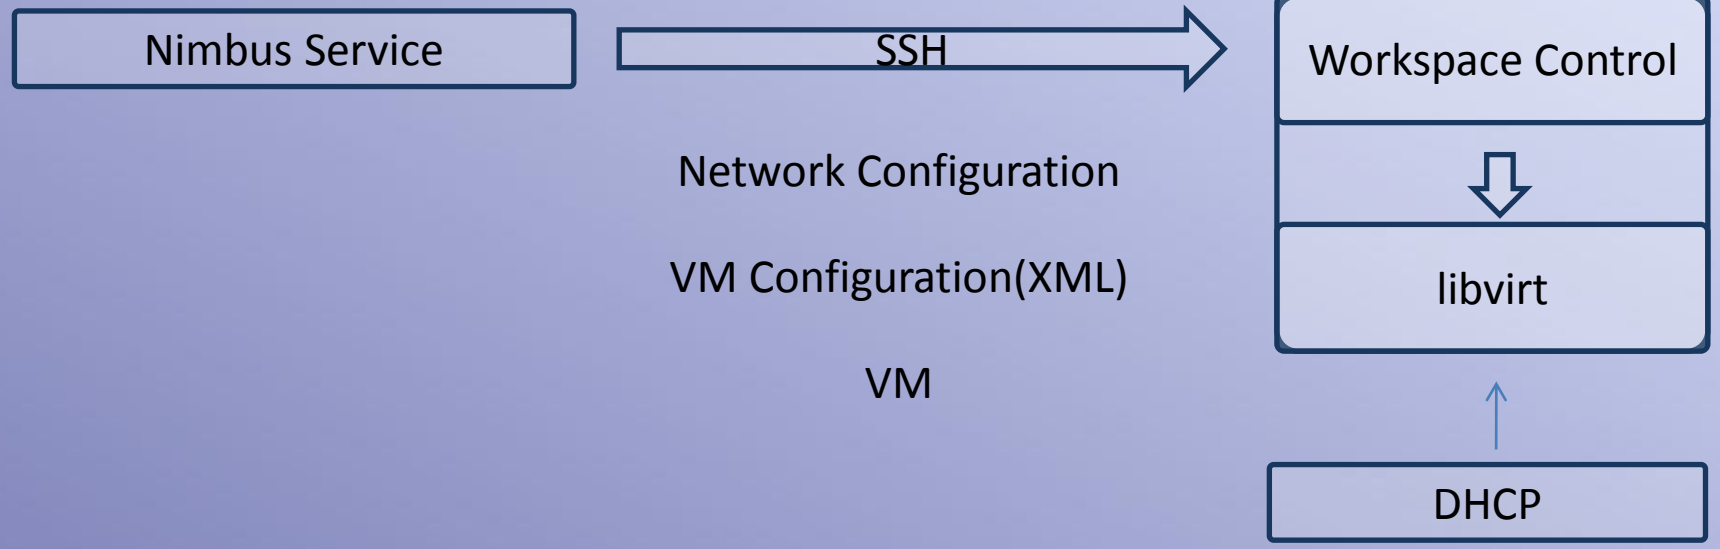 Nimbus Service
SSH
Workspace Control
Network Configuration
VM Configuration(XML)
libvirt
VM
DHCP